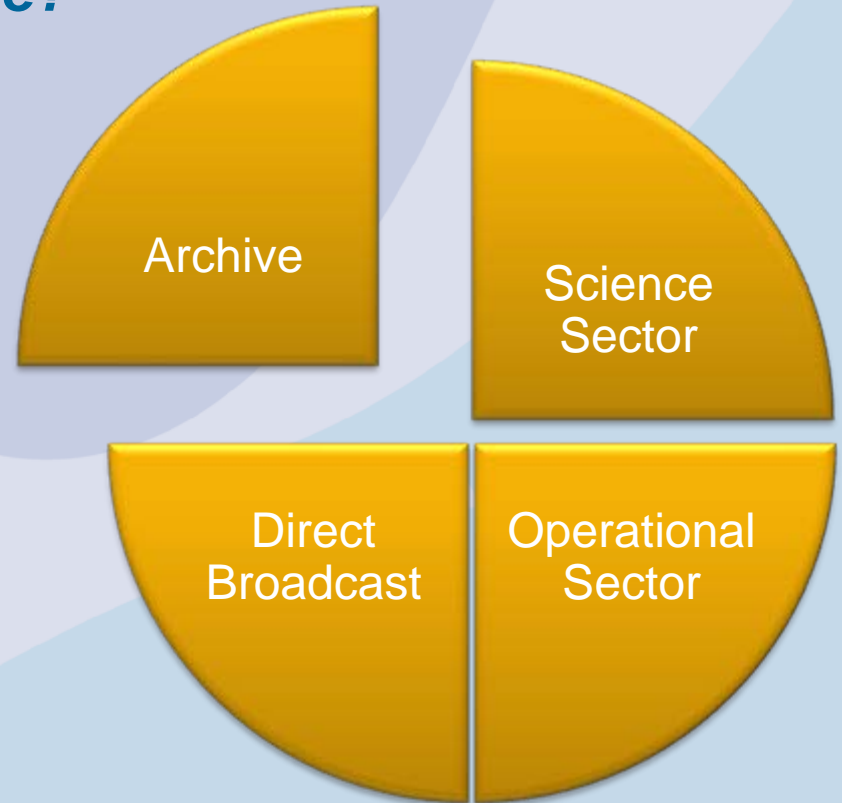 Archive
Science
Sector
Direct
Broadcast
Operational
Sector